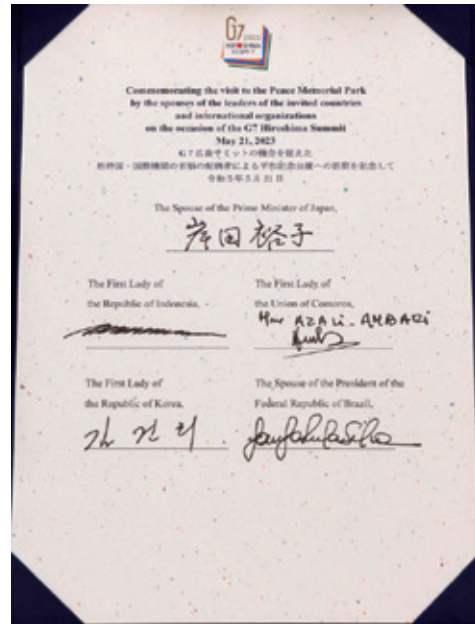 G7 2023
HIROSHIMA
SUMMIT
Commemorating the visit to the Peace Memorial Park
by the spouses of the leaders of the invited countries
and international organizations
on the occasion of the G7 Hiroshima Summit
May 21, 2023
G7広島サミットの機会を捉えた
招待国・国際機関の首脳の配偶者による平和記念公園への訪問を記念して
令和5年5月21日
The Spouse of the Prime Minister of Japan,
岸田裕子
The First Lady of
the Republic of Indonesia,
The First Lady of
the Union of Comoros,
Mme AZALI-AMBARI
The First Lady of
the Republic of Korea,
김건희
The Spouse of the President of the
Federal Republic of Brazil,